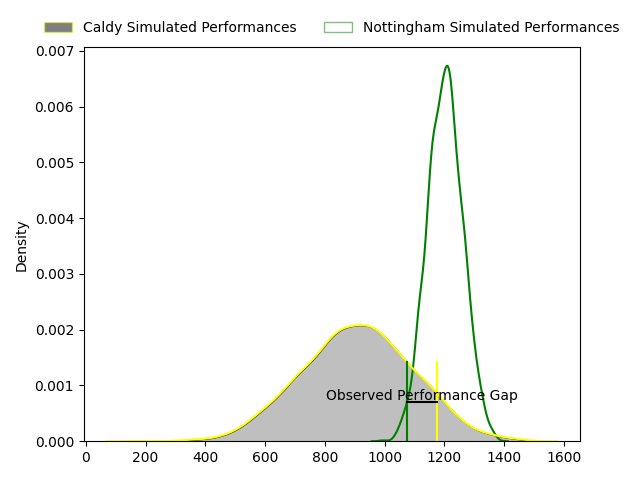 Caldy Simulated Performances
Nottingham Simulated Performances
0.007
0.006
0.005
0.004
0.003
0.002
0.001
0.000
Density
Observed Performance Gap
0 200 400 600 800 1000 1200 1400 1600